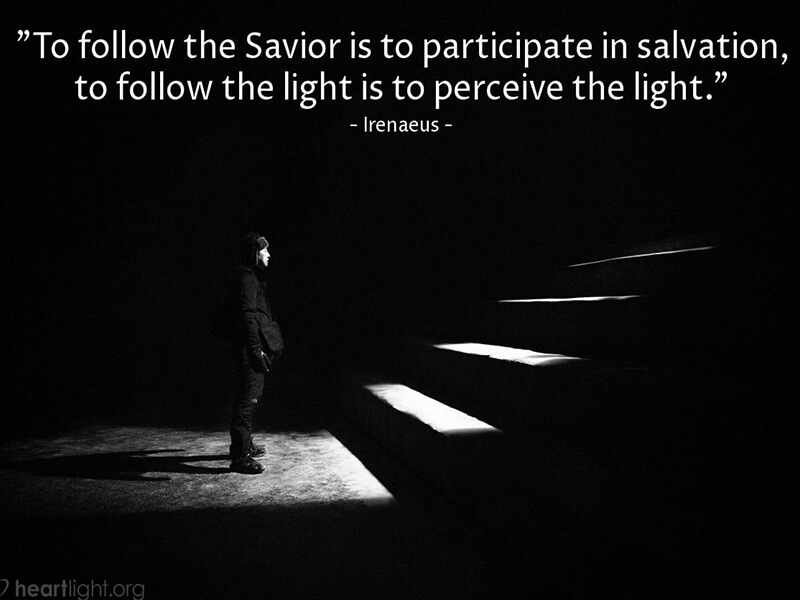 ”To follow the Savior is to participate in salvation,
to follow the light is to perceive the light.”
- Irenaeus -
heartlight.org